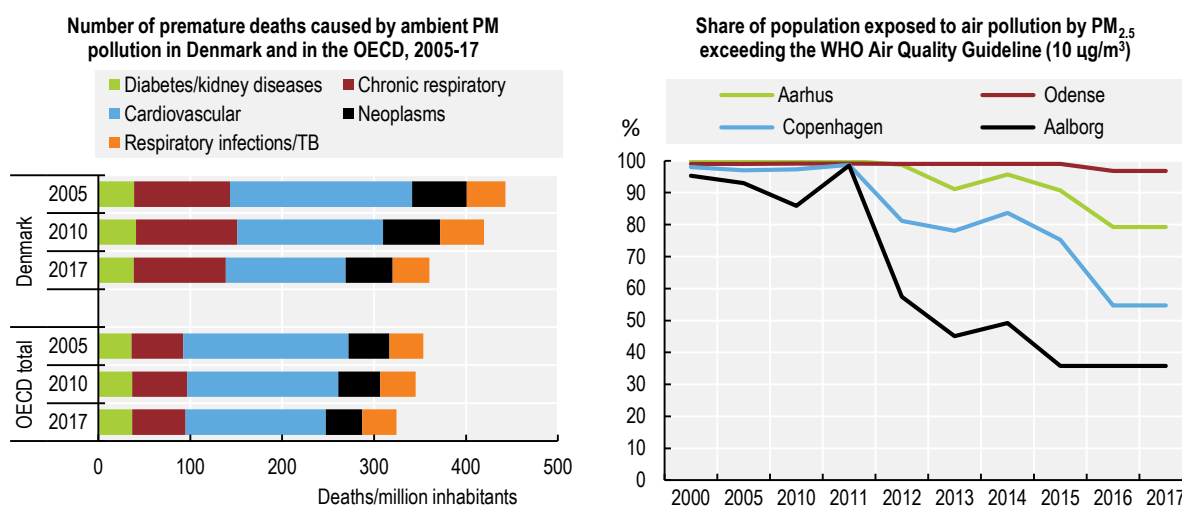 Number of premature deaths caused by ambient PM
pollution in Denmark and in the OECD, 2005-17
Diabetes/kidney diseases
Chronic respiratory
Cardiovascular
Neoplasms
Respiratory infections/TB
Denmark
2005
2010
2017
OECD total
2005
2010
2017
0 100 200 300 400 500
Deaths/million inhabitants
Share of population exposed to air pollution by PM2.5
exceeding the WHO Air Quality Guideline (10 µg/m³)
Aarhus
Odense
Copenhagen
Aalborg
%
100
90
80
70
60
50
40
30
20
10
0
2000 2005 2010 2011 2012 2013 2014 2015 2016 2017